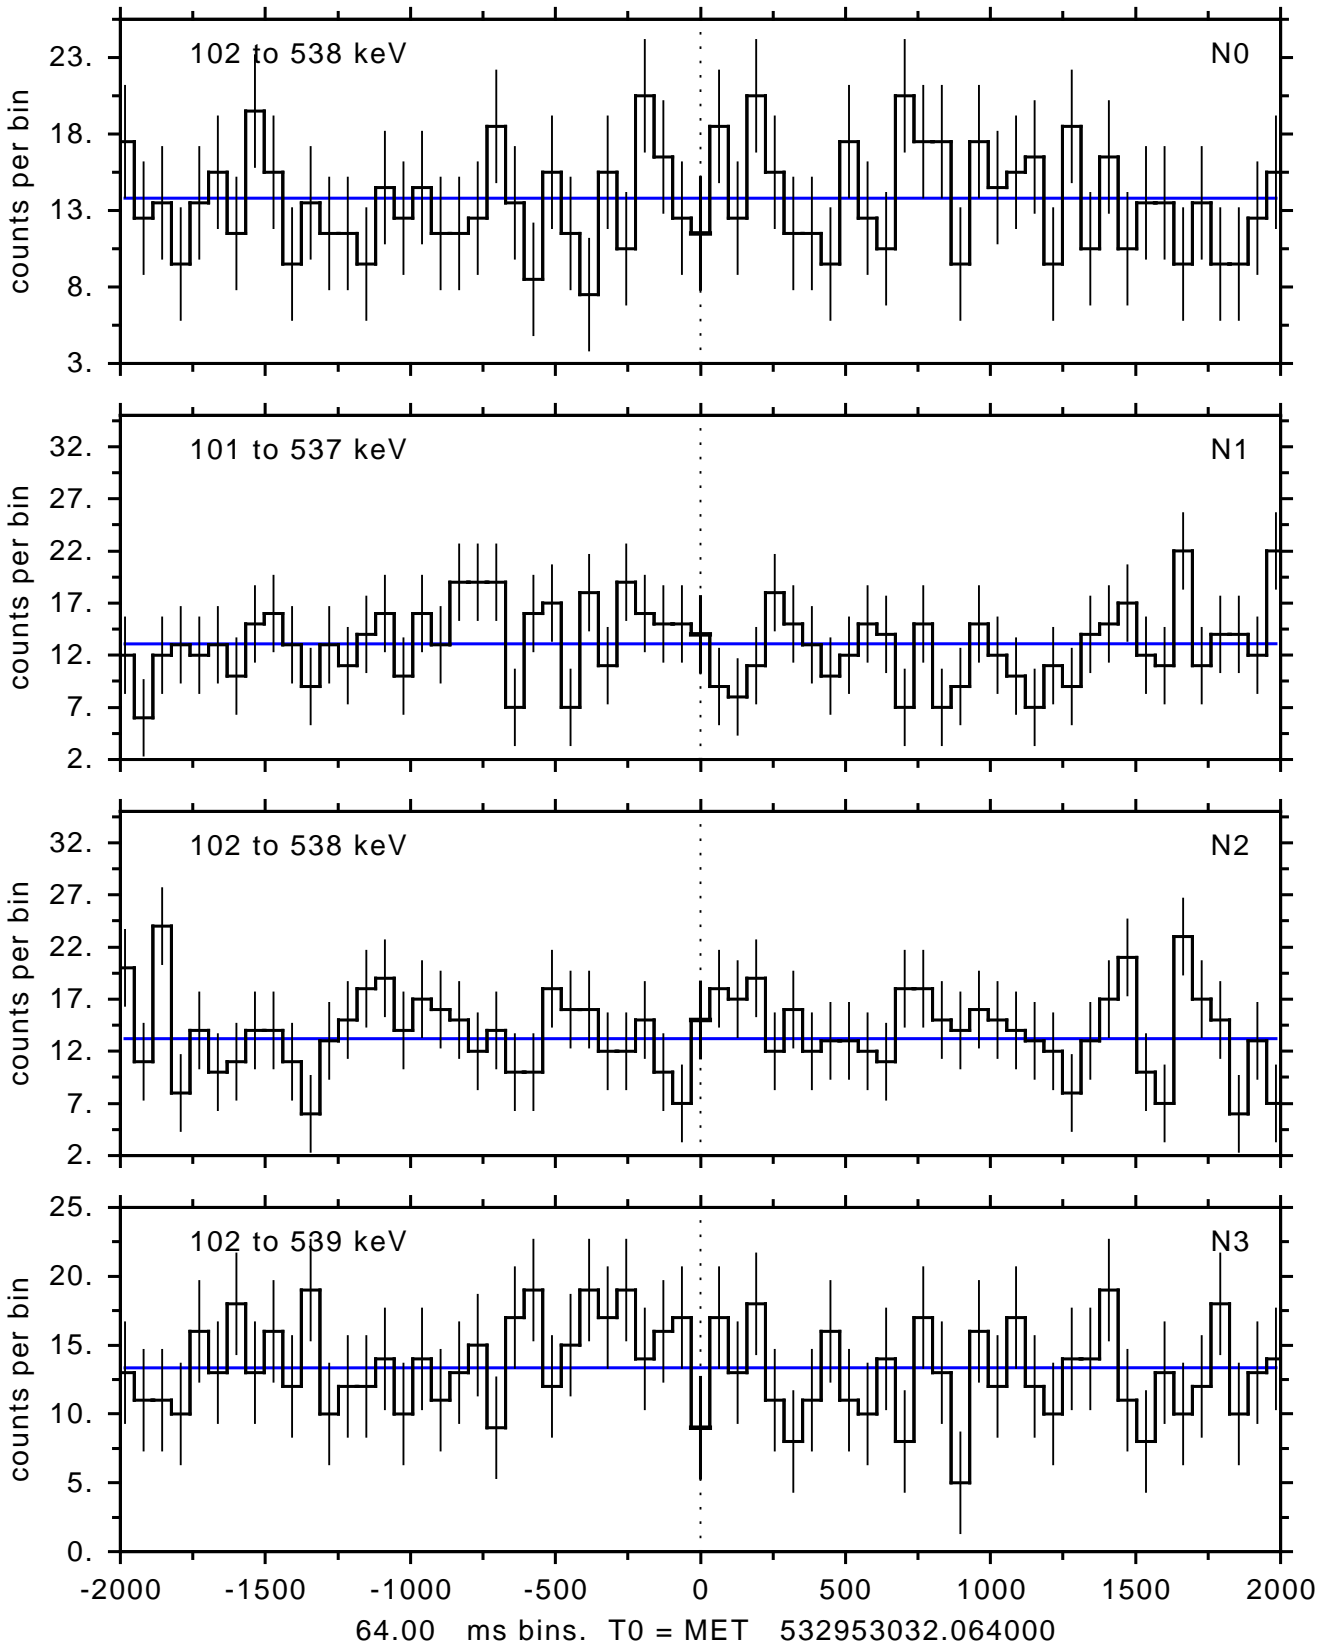 102 to 538 keV N0
counts per bin
23.
18.
13.
8.
3.
101 to 537 keV N1
counts per bin
32.
27.
22.
17.
12.
7.
2.
102 to 538 keV N2
counts per bin
32.
27.
22.
17.
12.
7.
2.
102 to 539 keV N3
counts per bin
25.
20.
15.
10.
5.
0.
-2000 -1500 -1000 -500 0 500 1000 1500 2000
64.00 ms bins. T0 = MET 532953032.064000